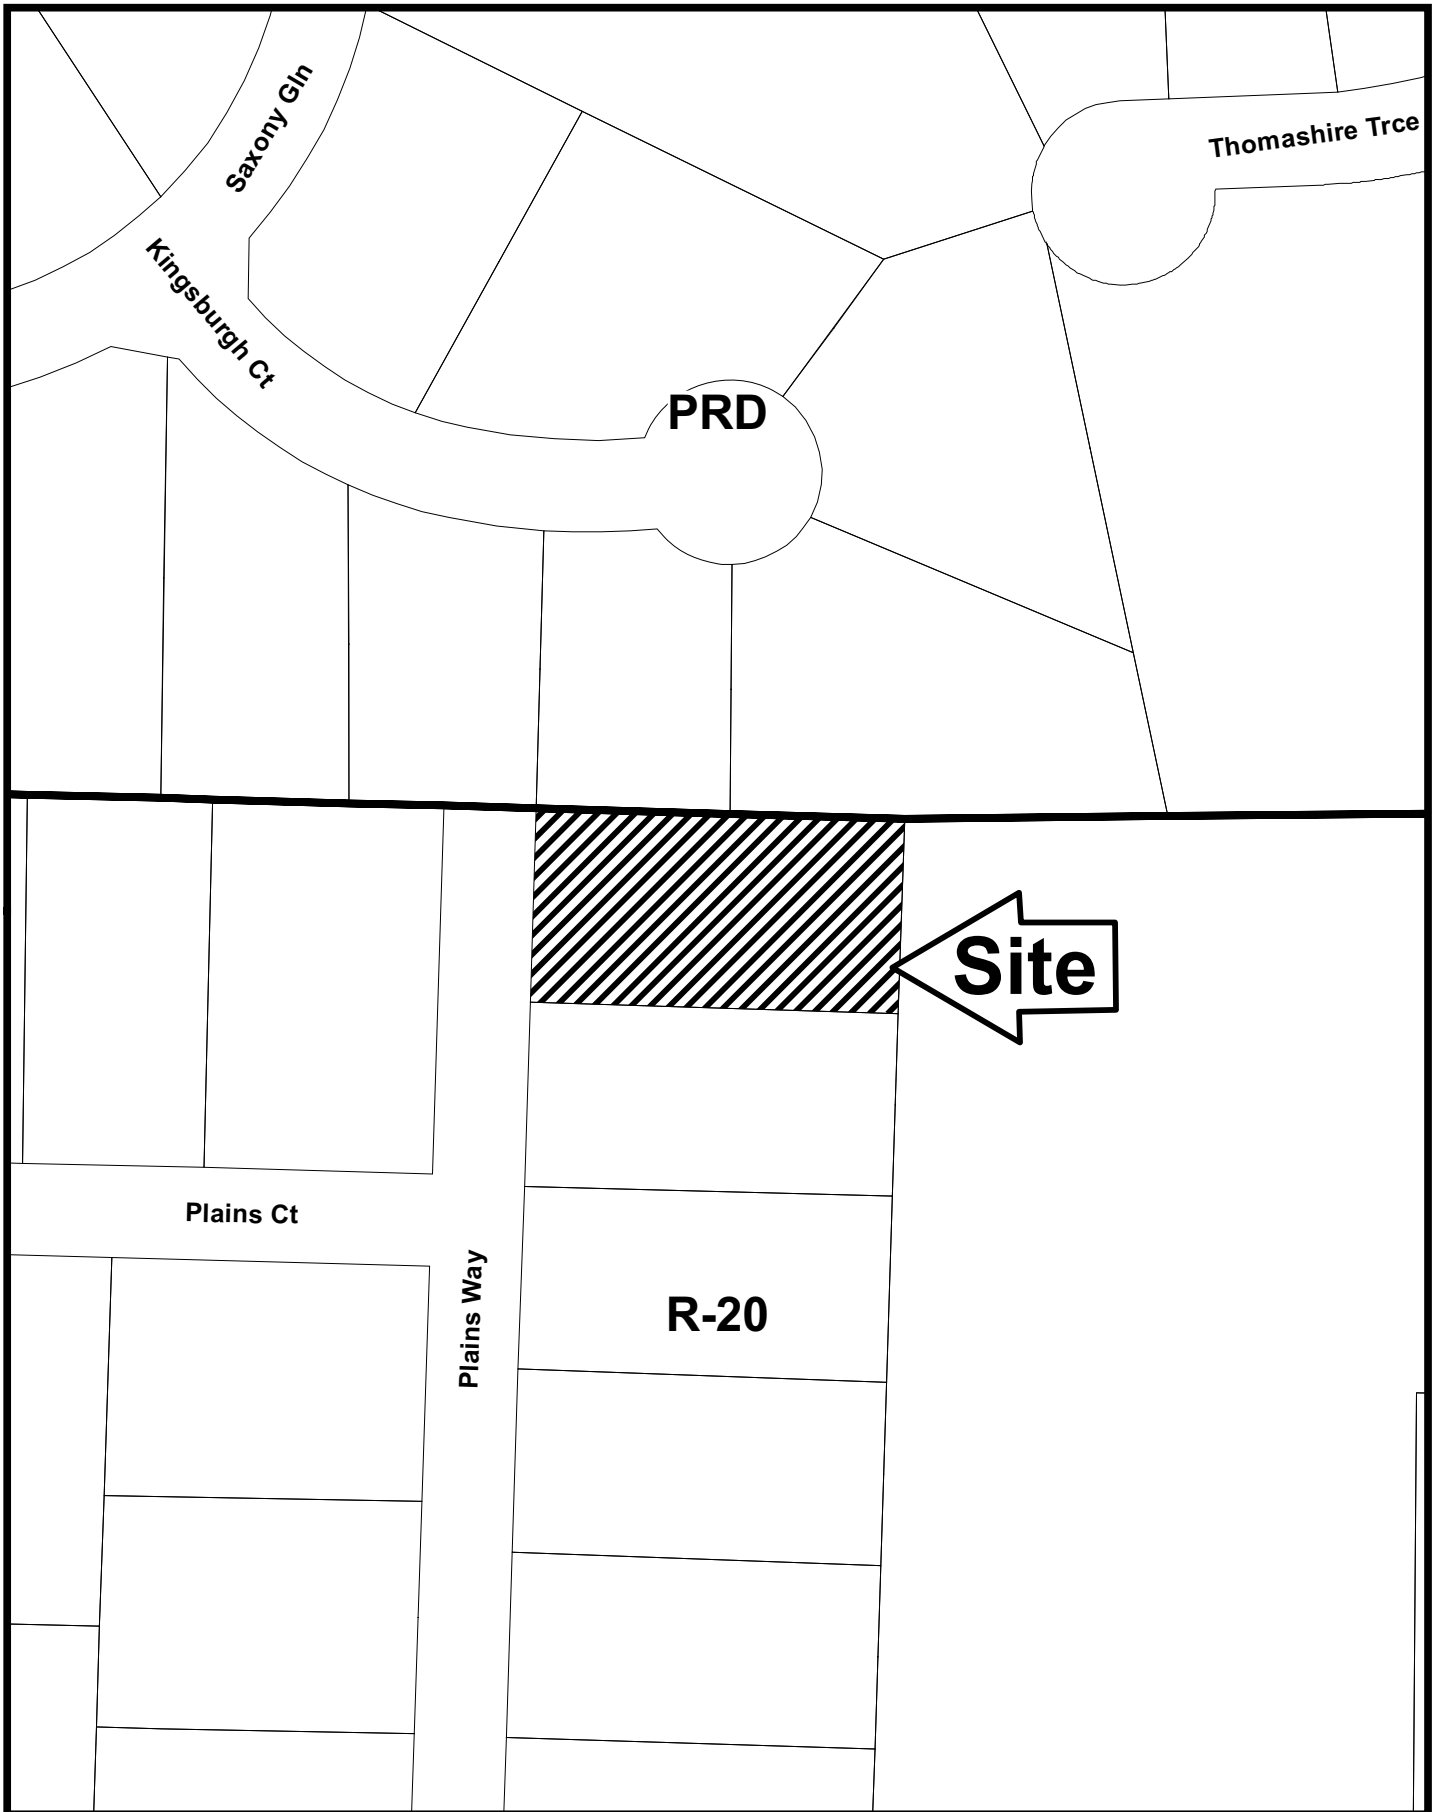 Saxony Gln
Thomashire Trce
Kingsburgh Ct
PRD
Site
Plains Ct
Plains Way
R-20